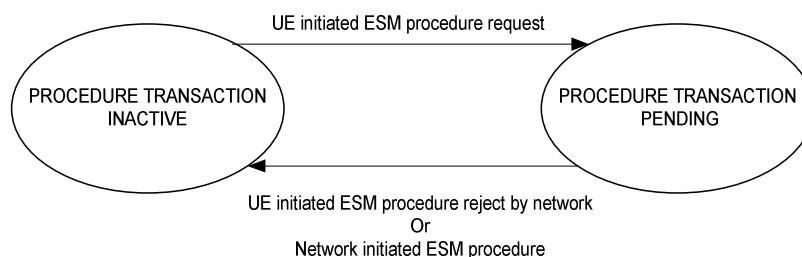 UE initiated ESM procedure request
PROCEDURE TRANSACTION
INACTIVE
PROCEDURE TRANSACTION
PENDING
UE initiated ESM procedure reject by network
Or
Network initiated ESM procedure